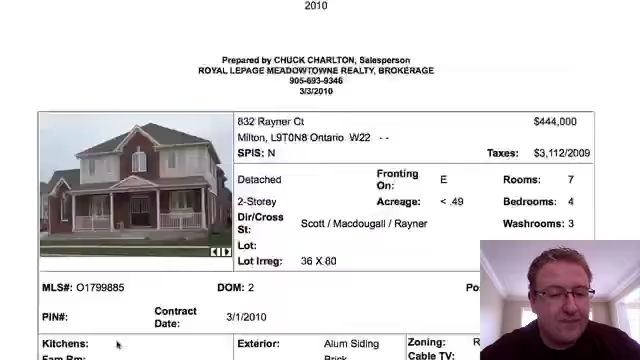 2010
Prepared by CHUCK CHARLTON, Salesperson
ROYAL LEPAGE MEADOWTOWNE REALTY, BROKERAGE
905-693-9346
3/3/2010
832 Rayner Ct $444,000
Milton, L9T0N8 Ontario W22 - -
SPIS: N Taxes: $3,112/2009
Detached Fronting On: E Rooms: 7
2-Storey Acreage: < .49 Bedrooms: 4
Dir/Cross St: Scott / Macdougall / Rayner Washrooms: 3
Lot:
Lot Irreg: 36 X 80
MLS#: O1799885 DOM: 2
PIN#: Contract Date: 3/1/2010
Kitchens: Exterior: Alum Siding Zoning:
Fam Rm: Brick Cable TV: